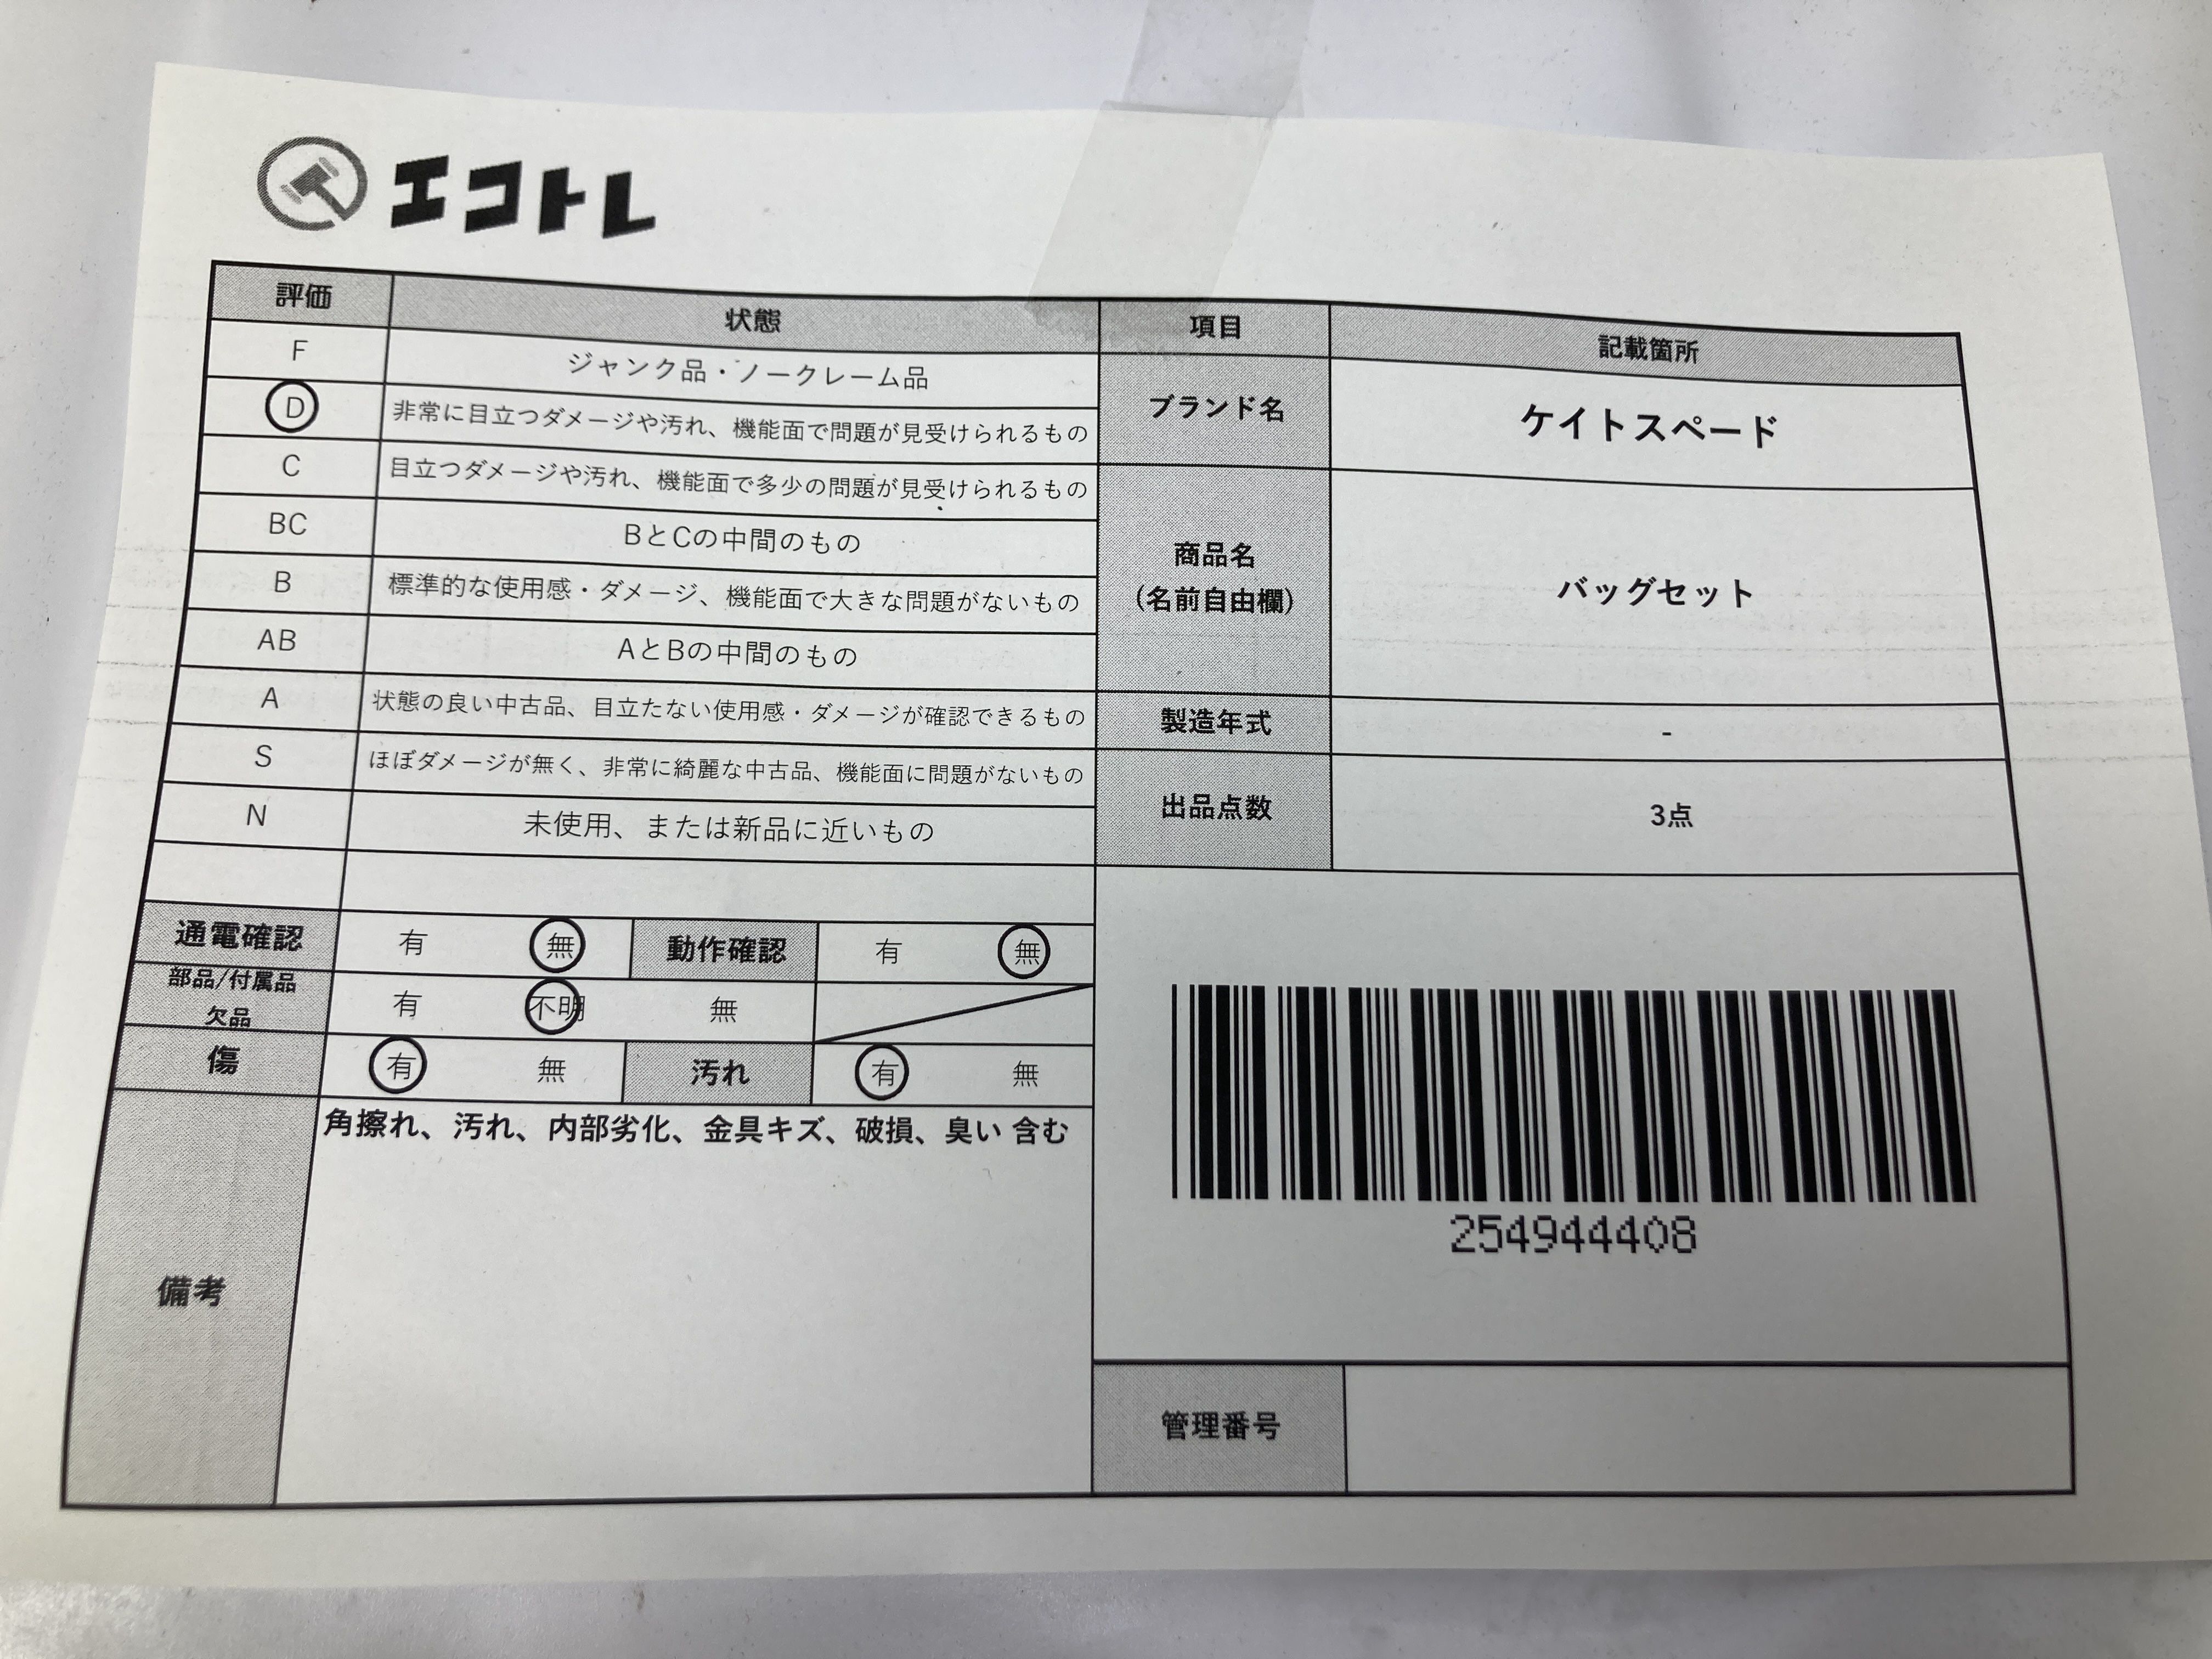 エコトレ
評価 状態
F ジャンク品・ノークレーム品
D 非常に目立つダメージや汚れ、機能面で問題が見受けられるもの
C 目立つダメージや汚れ、機能面で多少の問題が見受けられるもの
BC BとCの中間のもの
B 標準的な使用感・ダメージ、機能面で大きな問題がないもの
AB AとBの中間のもの
A 状態の良い中古品、目立たない使用感・ダメージが確認できるもの
S ほぼダメージが無く、非常に綺麗な中古品、機能面に問題がないもの
N 未使用、または新品に近いもの
通電確認 有 無 動作確認 有 無
部品/付属品
欠品 有 不明 無
傷 有 無 汚れ 有 無
備考 角擦れ、汚れ、内部劣化、金具キズ、破損、臭い 含む
項目 記載箇所
ブランド名 ケイトスペード
商品名
(名前自由欄) バッグセット
製造年式 -
出品点数 3点
254944408
管理番号